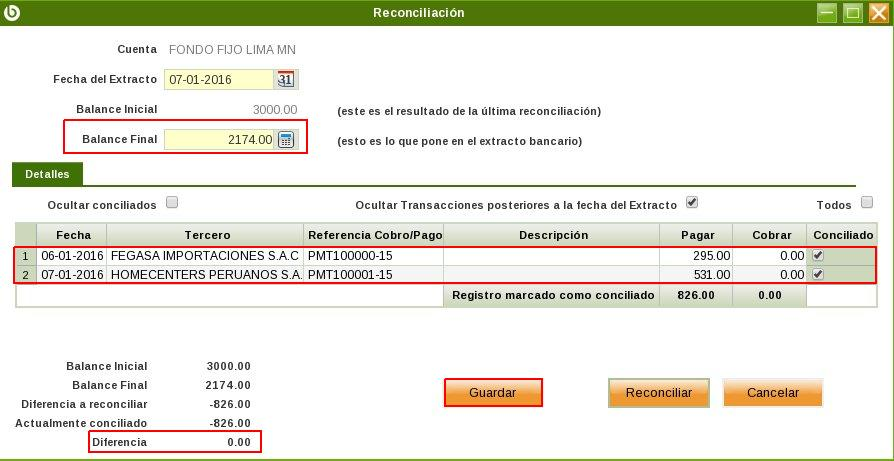 Reconciliación
Cuenta FONDO FIJO LIMA MN
Fecha del Extracto 07-01-2016 31
Balance Inicial 3000.00 (este es el resultado de la última reconciliación)
Balance Final 2174.00 (esto es lo que pone en el extracto bancario)
Detalles
Ocultar conciliados Ocultar Transacciones posteriores a la fecha del Extracto Todos
Fecha Tercero Referencia Cobro/Pago Descripción Pagar Cobrar Conciliado
1 06-01-2016 FEGASA IMPORTACIONES S.A.C PMT100000-15 295.00 0.00
2 07-01-2016 HOMECENTERS PERUANOS S.A. PMT100001-15 531.00 0.00
Registro marcado como conciliado 826.00 0.00
Balance Inicial 3000.00
Balance Final 2174.00
Diferencia a reconciliar -826.00
Actualmente conciliado -826.00
Diferencia 0.00
Guardar Reconciliar Cancelar